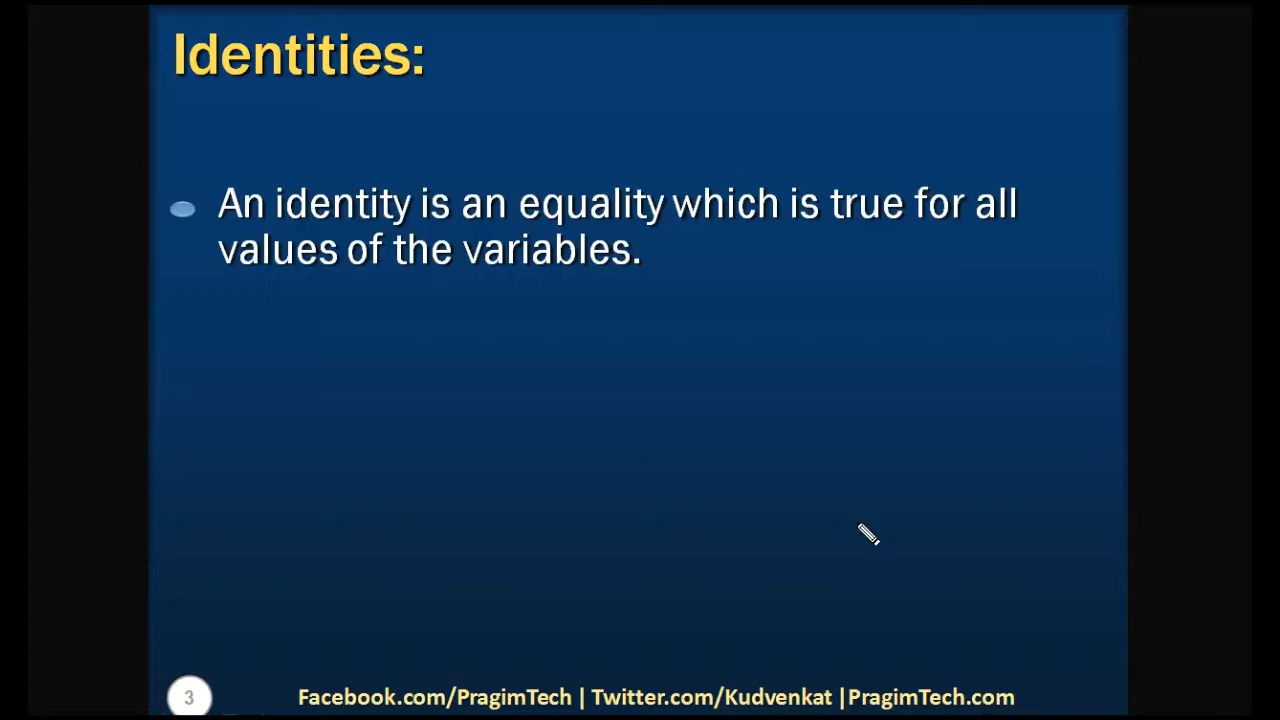 Identities:
An identity is an equality which is true for all
values of the variables.
3
Facebook.com/PragimTech | Twitter.com/Kudvenkat |PragimTech.com